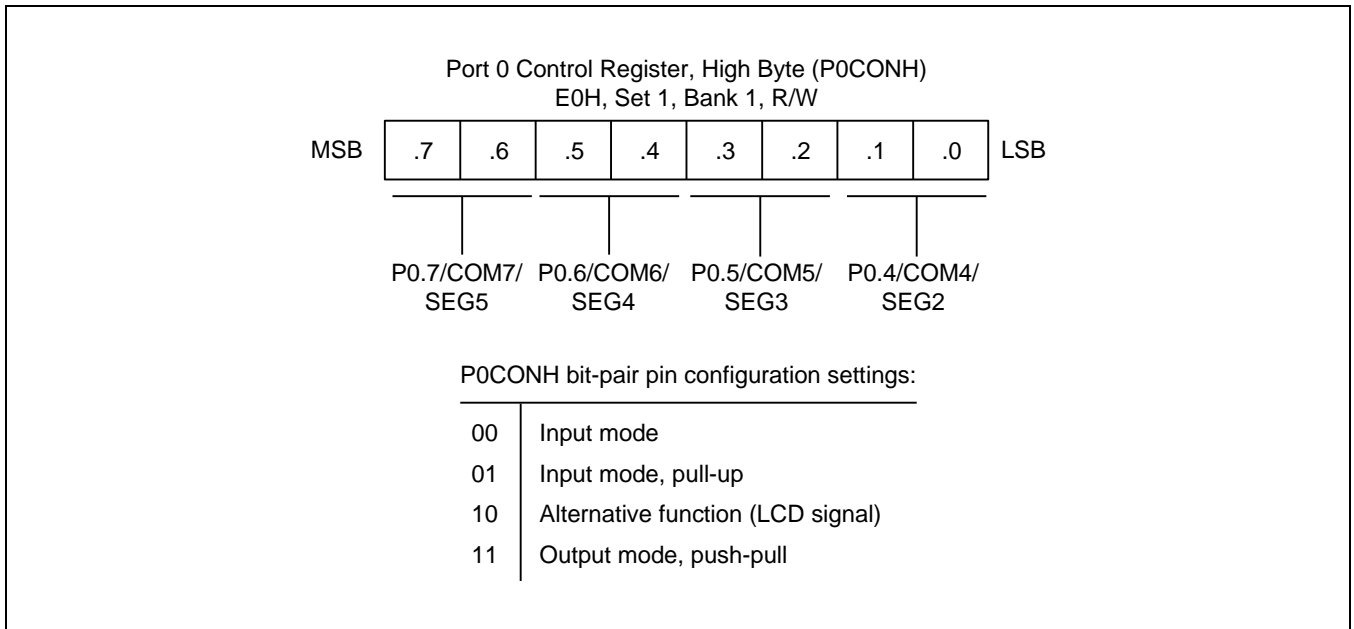 Port 0 Control Register, High Byte (P0CONH)
E0H, Set 1, Bank 1, R/W
MSB .7 .6 .5 .4 .3 .2 .1 .0 LSB
P0.7/COM7/ P0.6/COM6/ P0.5/COM5/ P0.4/COM4/
SEG5 SEG4 SEG3 SEG2
P0CONH bit-pair pin configuration settings:
00 Input mode
01 Input mode, pull-up
10 Alternative function (LCD signal)
11 Output mode, push-pull